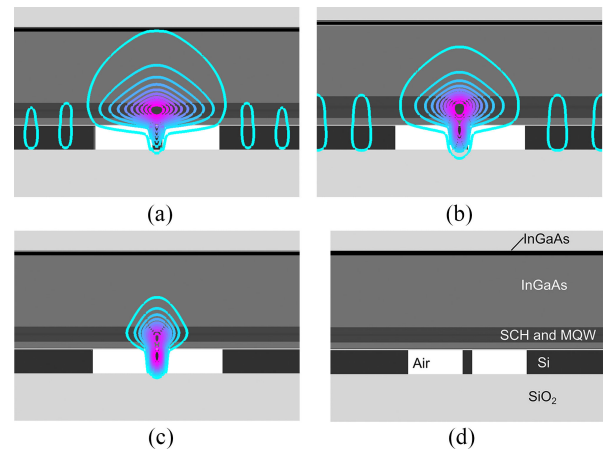 (a)
(b)
InGaAs
InGaAs
SCH and MQW
Air
Si
SiO₂
(c)
(d)